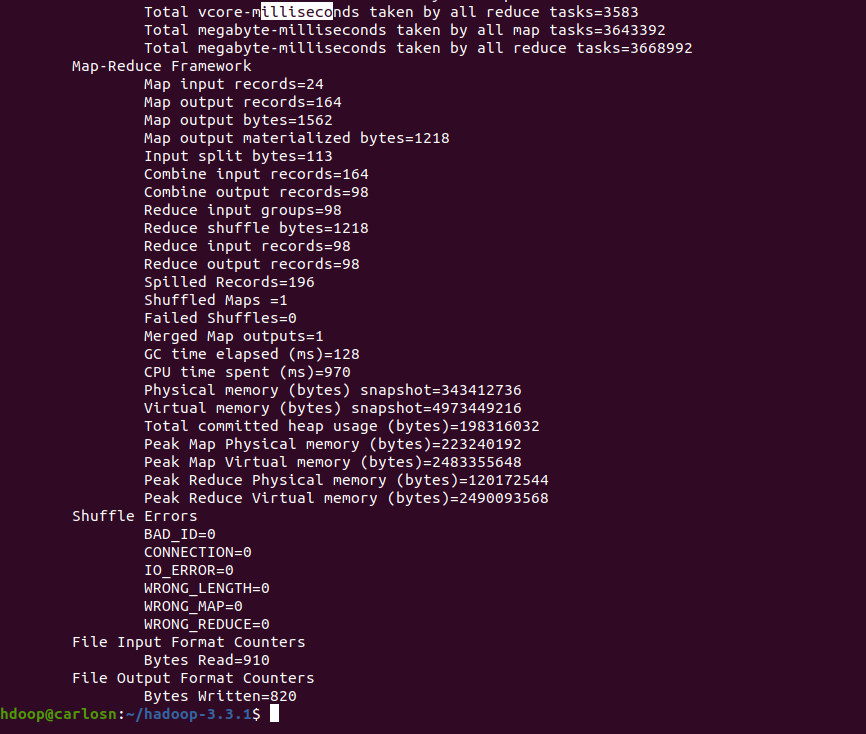 Total vcore-milliseconds taken by all reduce tasks=3583
Total megabyte-milliseconds taken by all map tasks=3643392
Total megabyte-milliseconds taken by all reduce tasks=3668992
Map-Reduce Framework
Map input records=24
Map output records=164
Map output bytes=1562
Map output materialized bytes=1218
Input split bytes=113
Combine input records=164
Combine output records=98
Reduce input groups=98
Reduce shuffle bytes=1218
Reduce input records=98
Reduce output records=98
Spilled Records=196
Shuffled Maps =1
Failed Shuffles=0
Merged Map outputs=1
GC time elapsed (ms)=128
CPU time spent (ms)=970
Physical memory (bytes) snapshot=343412736
Virtual memory (bytes) snapshot=4973449216
Total committed heap usage (bytes)=198316032
Peak Map Physical memory (bytes)=223240192
Peak Map Virtual memory (bytes)=2483355648
Peak Reduce Physical memory (bytes)=120172544
Peak Reduce Virtual memory (bytes)=2490093568
Shuffle Errors
BAD_ID=0
CONNECTION=0
IO_ERROR=0
WRONG_LENGTH=0
WRONG_MAP=0
WRONG_REDUCE=0
File Input Format Counters
Bytes Read=910
File Output Format Counters
Bytes Written=820
hdoop@carlosn:~/hadoop-3.3.1$